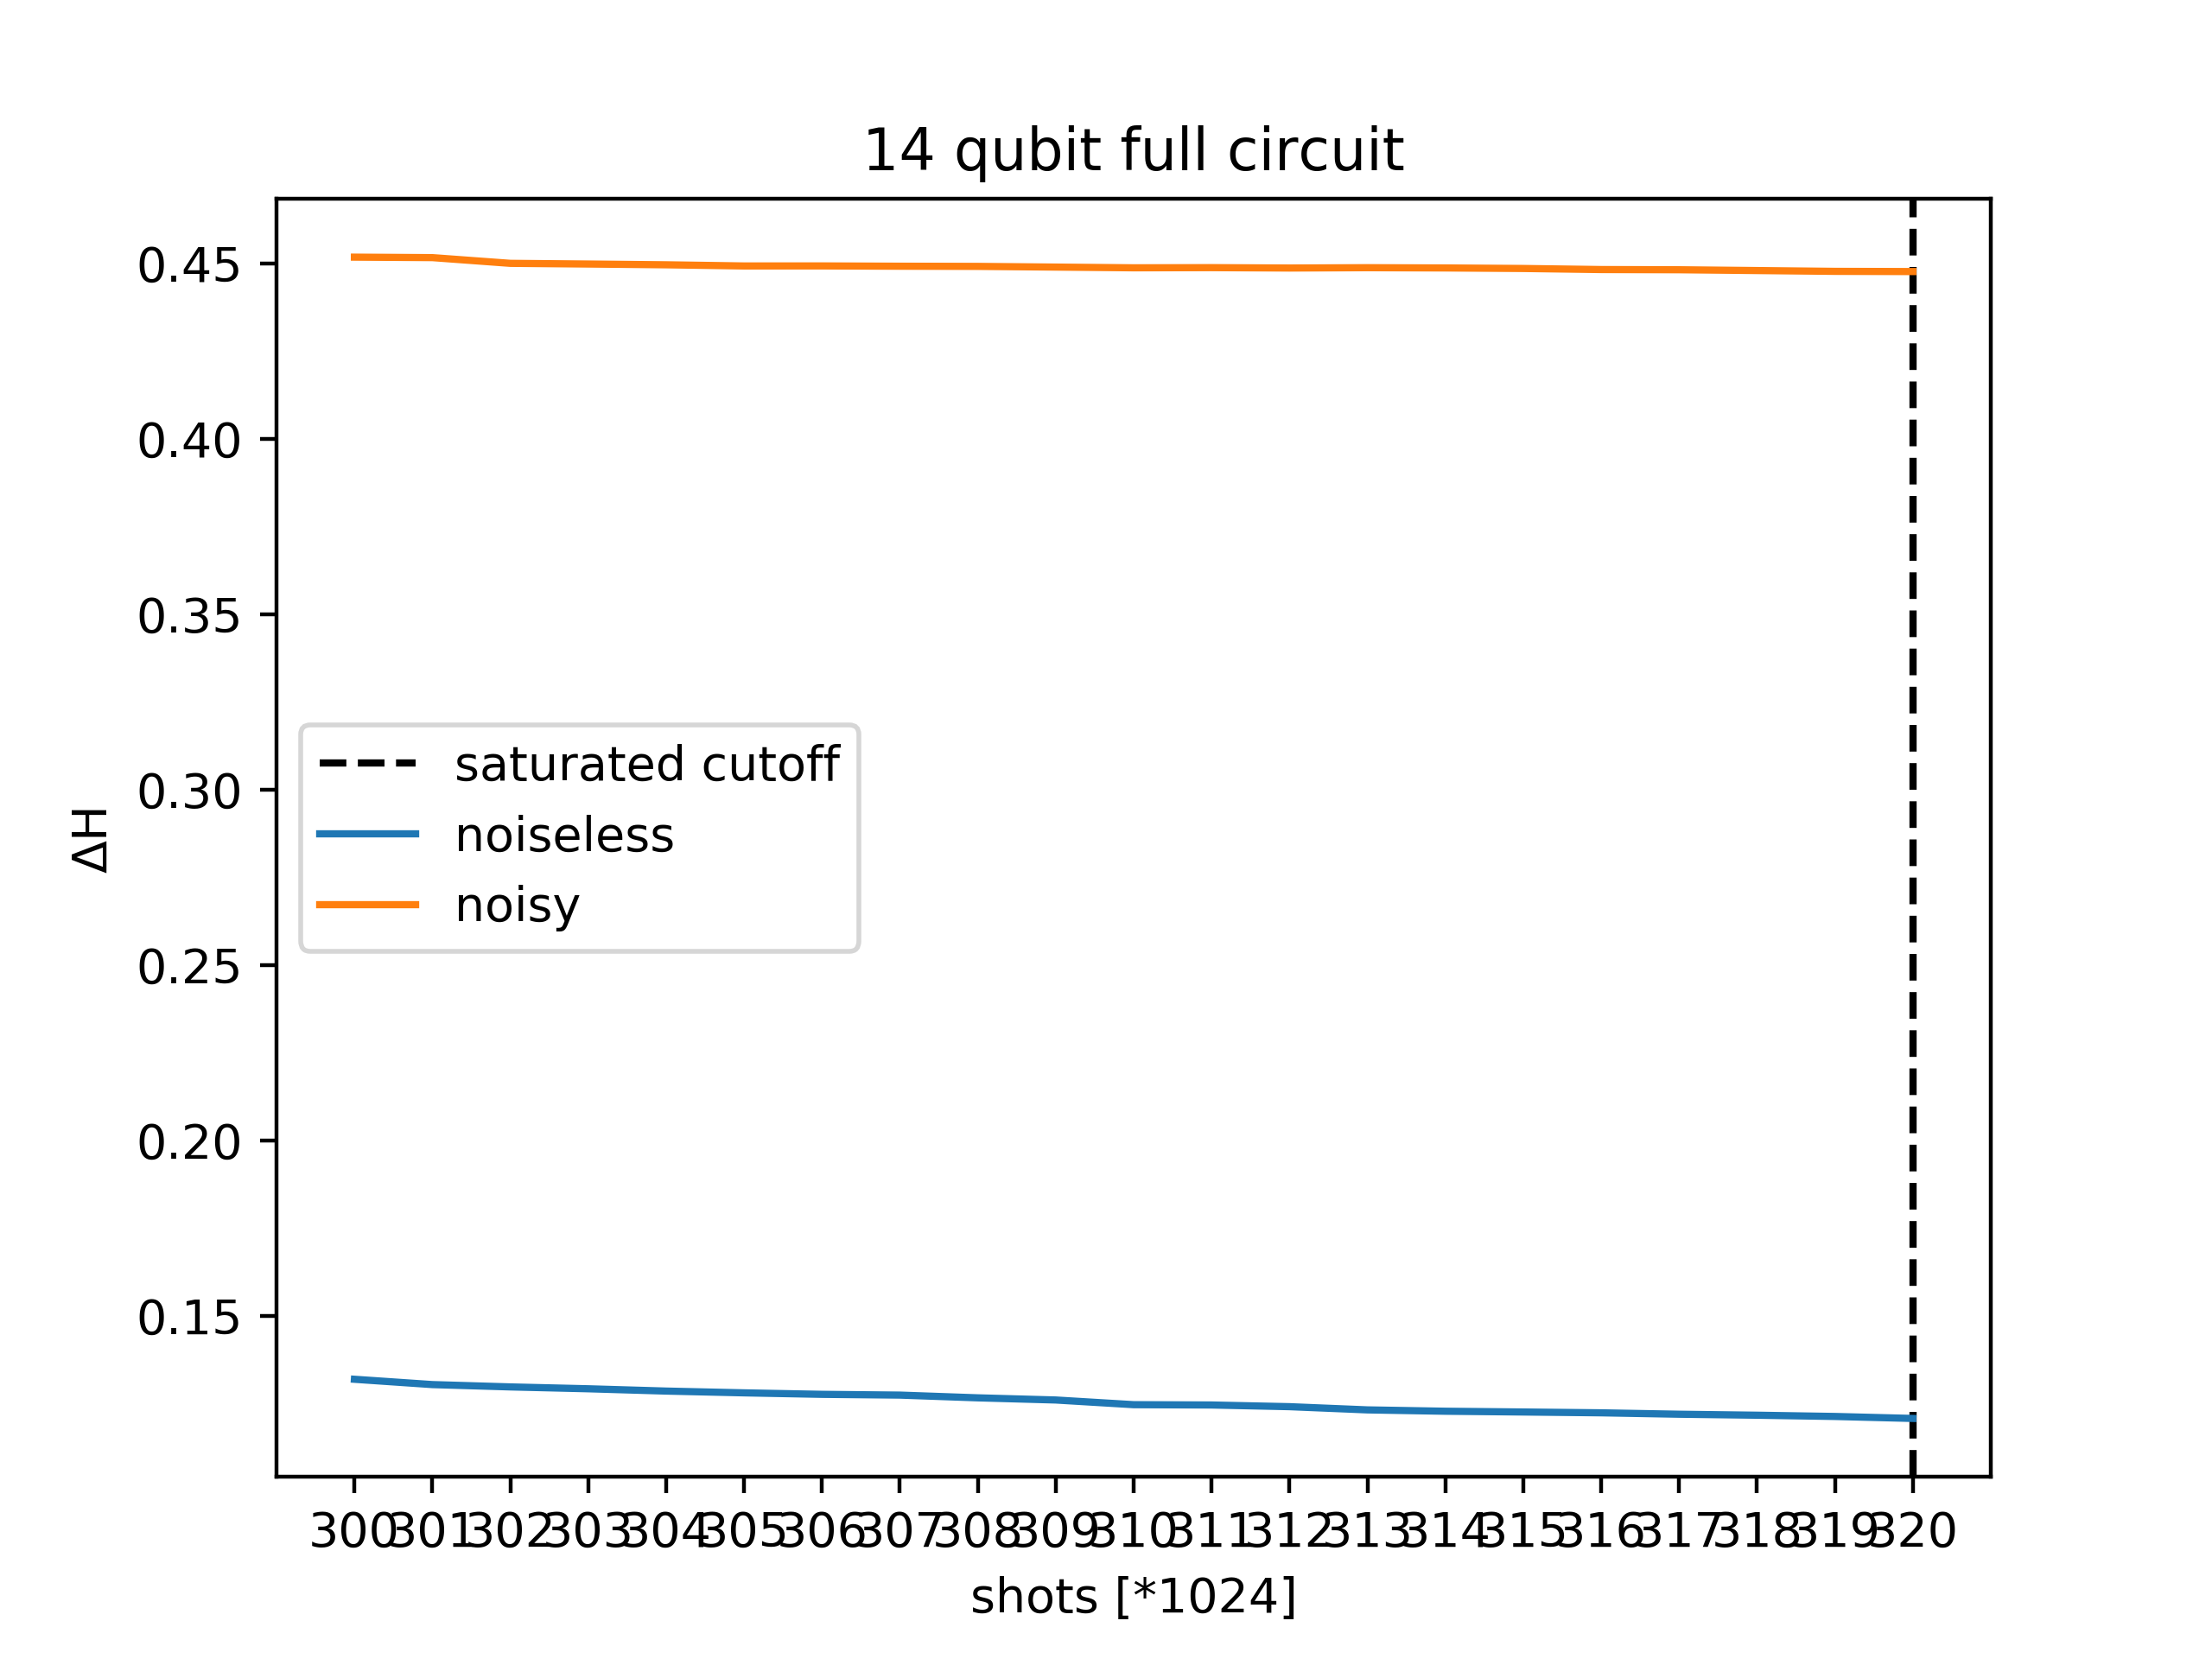 14 qubit full circuit
0.45
0.40
0.35
0.30
0.25
0.20
0.15
ΔH
saturated cutoff
noiseless
noisy
300 301 302 303 304 305 306 307 308 309 310 311 312 313 314 315 316 317 318 319 320
shots [*1024]